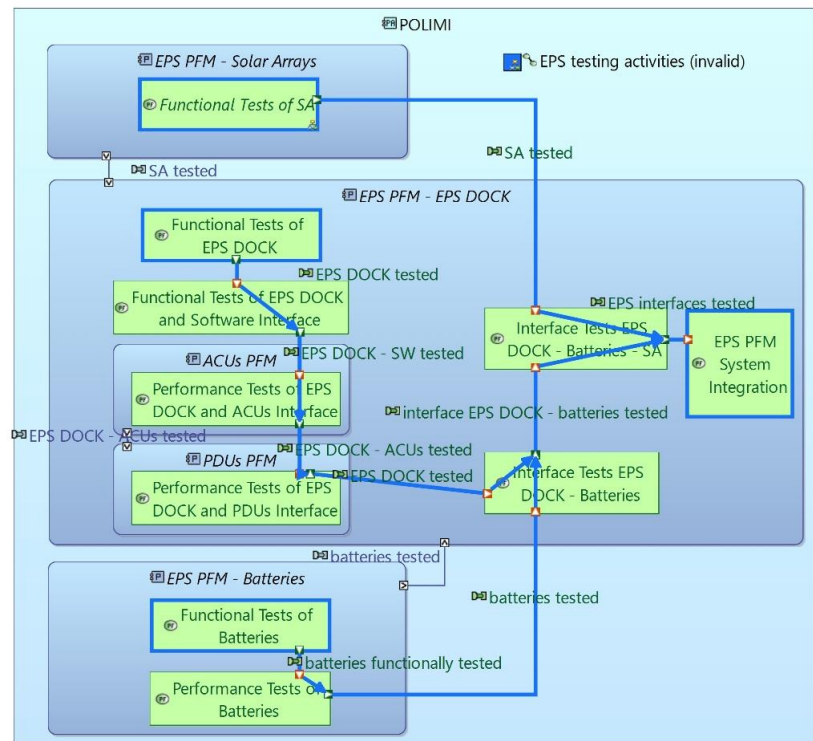 POLIMI
EPS PFM - Solar Arrays
EPS testing activities (invalid)
Functional Tests of SA
SA tested
SA tested
EPS PFM - EPS DOCK
Functional Tests of
EPS DOCK
EPS DOCK tested
Functional Tests of EPS DOCK
and Software Interface
EPS interfaces tested
Interface Tests EPS
DOCK - Batteries - SA
EPS PFM
System
Integration
EPS DOCK - SW tested
ACUs PFM
Performance Tests of EPS
DOCK and ACUs Interface
interface EPS DOCK - batteries tested
EPS DOCK - ACUs tested
EPS DOCK - ACUs tested
PDUs PFM
EPS DOCK tested
Performance Tests of EPS
DOCK and PDUs Interface
Interface Tests EPS
DOCK - Batteries
batteries tested
EPS PFM - Batteries
batteries tested
Functional Tests of
Batteries
batteries functionally tested
Performance Tests of
Batteries